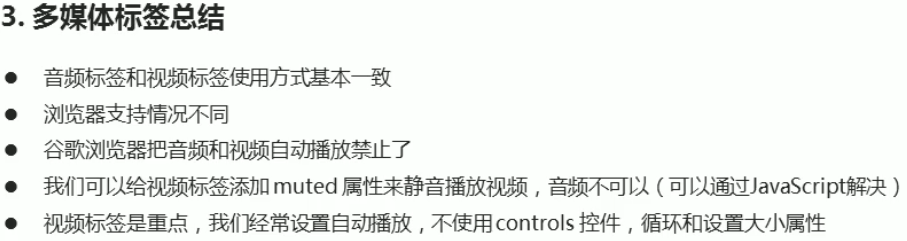 3. 多媒体标签总结
● 音频标签和视频标签使用方式基本一致
● 浏览器支持情况不同
● 谷歌浏览器把音频和视频自动播放禁止了
● 我们可以给视频标签添加 muted 属性来静音播放视频，音频不可以（可以通过JavaScript解决）
● 视频标签是重点，我们经常设置自动播放，不使用 controls 控件，循环和设置大小属性